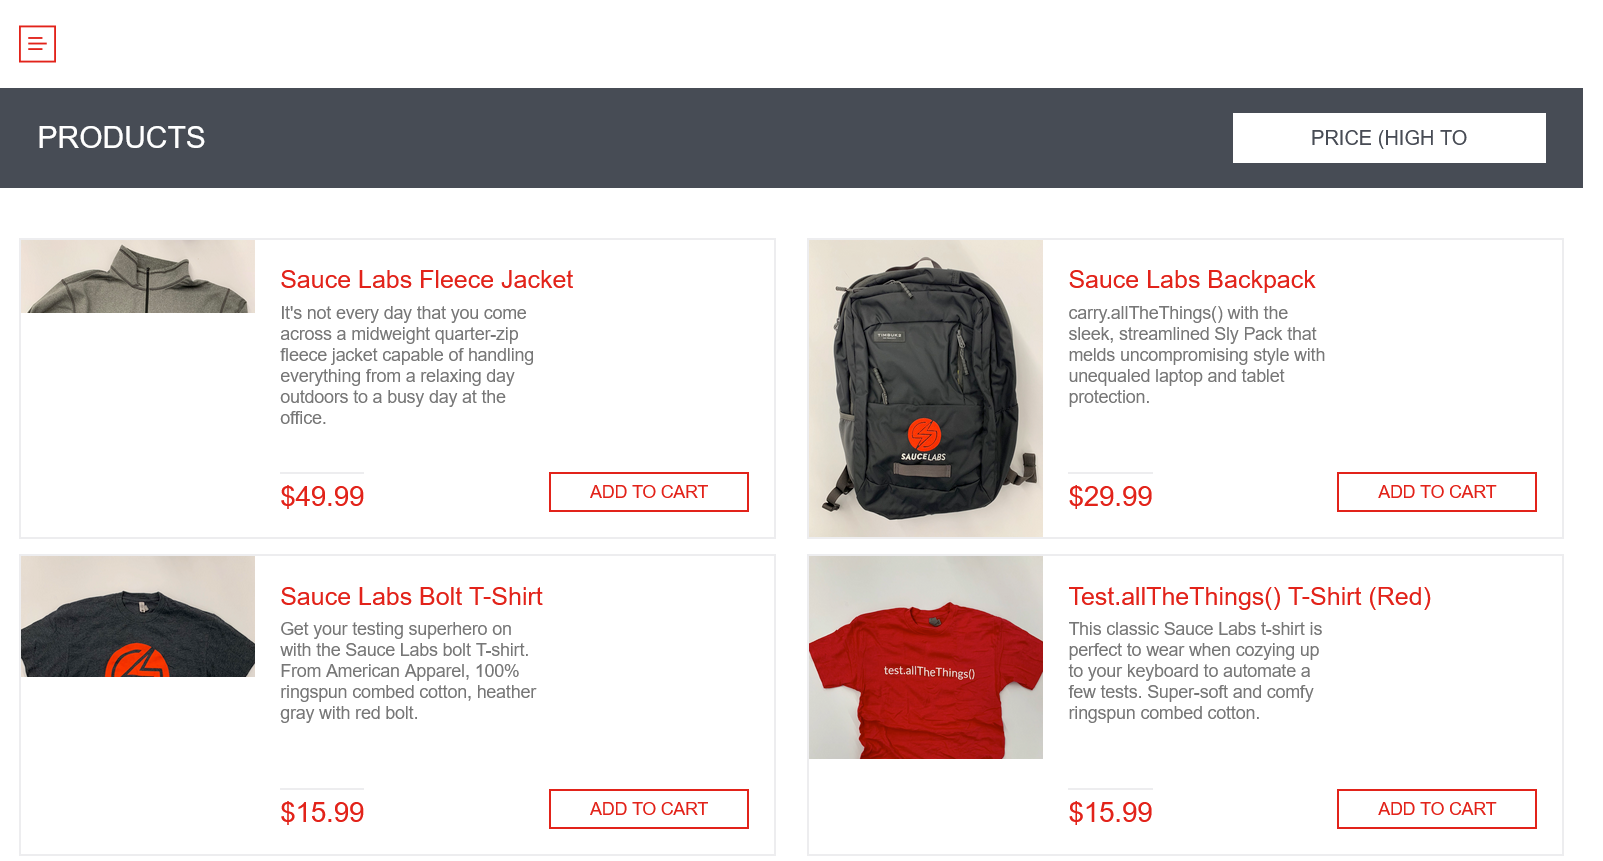 PRODUCTS
PRICE (HIGH TO
Sauce Labs Fleece Jacket
It's not every day that you come
across a midweight quarter-zip
fleece jacket capable of handling
everything from a relaxing day
outdoors to a busy day at the
office.
$49.99
ADD TO CART
TIMBUK2
SAUCELABS
Sauce Labs Backpack
carry.allTheThings() with the
sleek, streamlined Sly Pack that
melds uncompromising style with
unequaled laptop and tablet
protection.
$29.99
ADD TO CART
Sauce Labs Bolt T-Shirt
Get your testing superhero on
with the Sauce Labs bolt T-shirt.
From American Apparel, 100%
ringspun combed cotton, heather
gray with red bolt.
$15.99
ADD TO CART
test.allTheThings()
Test.allTheThings() T-Shirt (Red)
This classic Sauce Labs t-shirt is
perfect to wear when cozying up
to your keyboard to automate a
few tests. Super-soft and comfy
ringspun combed cotton.
$15.99
ADD TO CART